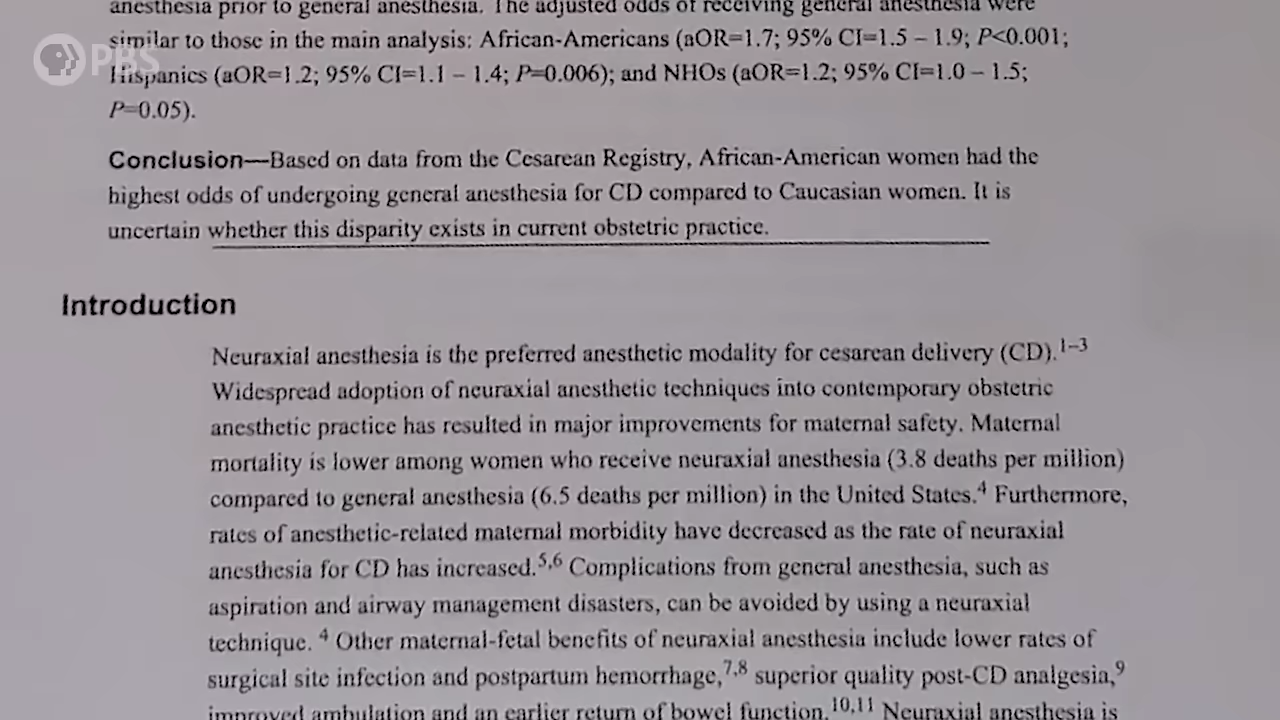 anesthesia prior to general anesthesia. The adjusted odds of receiving general anesthesia were
PBS
similar to those in the main analysis: African-Americans (aOR=1.7; 95% CI=1.5 – 1.9; P<0.001;
Hispanics (aOR=1.2; 95% CI=1.1 – 1.4; P=0.006); and NHOs (aOR=1.2; 95% CI=1.0 – 1.5;
P=0.05).
Conclusion—Based on data from the Cesarean Registry, African-American women had the
highest odds of undergoing general anesthesia for CD compared to Caucasian women. It is
uncertain whether this disparity exists in current obstetric practice.
Introduction
Neuraxial anesthesia is the preferred anesthetic modality for cesarean delivery (CD).1–3
Widespread adoption of neuraxial anesthetic techniques into contemporary obstetric
anesthetic practice has resulted in major improvements for maternal safety. Maternal
mortality is lower among women who receive neuraxial anesthesia (3.8 deaths per million)
compared to general anesthesia (6.5 deaths per million) in the United States.4 Furthermore,
rates of anesthetic-related maternal morbidity have decreased as the rate of neuraxial
anesthesia for CD has increased.5,6 Complications from general anesthesia, such as
aspiration and airway management disasters, can be avoided by using a neuraxial
technique. 4 Other maternal-fetal benefits of neuraxial anesthesia include lower rates of
surgical site infection and postpartum hemorrhage,7,8 superior quality post-CD analgesia,9
improved ambulation and an earlier return of bowel function.10,11 Neuraxial anesthesia is